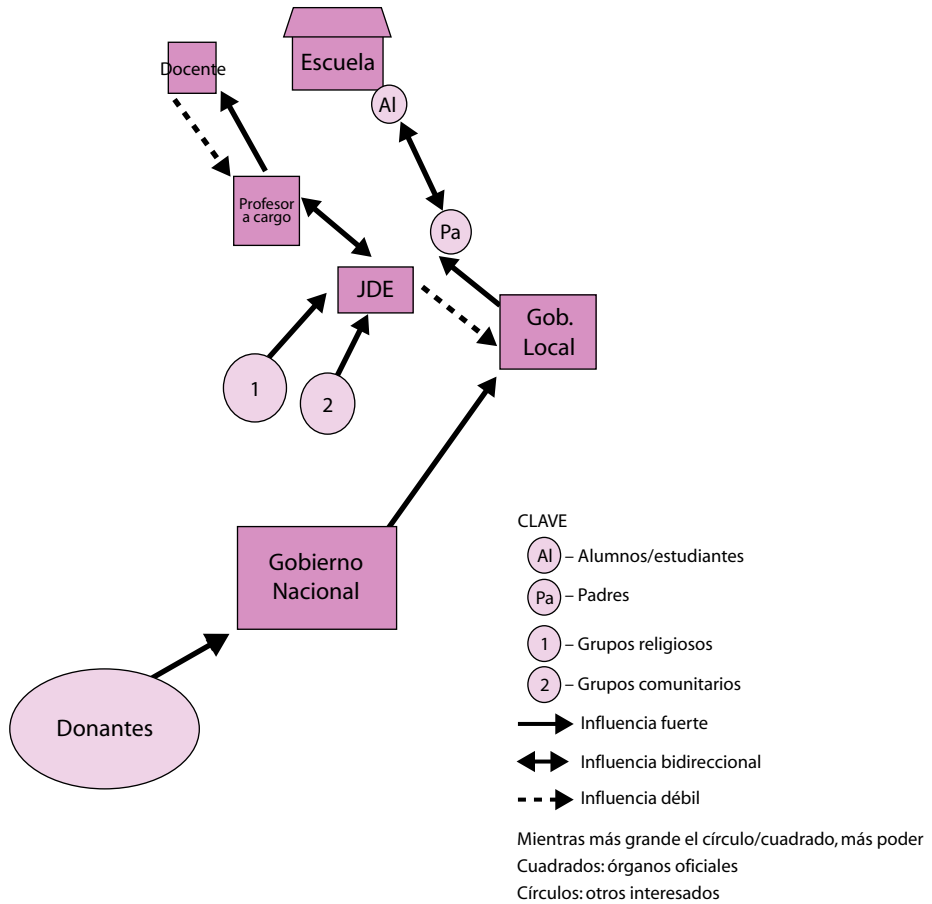 Docente
Escuela
Al
Profesor
a cargo
Pa
JDE
Gob.
Local
1
2
Gobierno
Nacional
Donantes
CLAVE
Al – Alumnos/estudiantes
Pa – Padres
1 – Grupos religiosos
2 – Grupos comunitarios
Influencia fuerte
Influencia bidireccional
Influencia débil
Mientras más grande el círculo/cuadrado, más poder
Cuadrados: órganos oficiales
Círculos: otros interesados